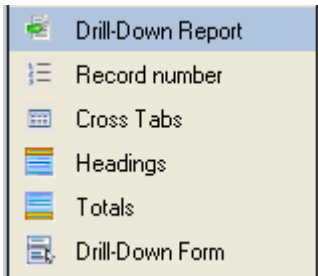 Drill-Down Report
Record number
Cross Tabs
Headings
Totals
Drill-Down Form